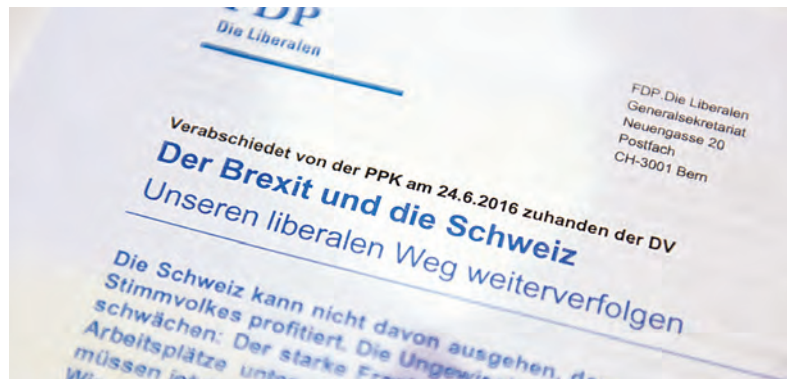 FDP
Die Liberalen
FDP.Die Liberalen
Generalsekretariat
Neuengasse 20
Postfach
CH-3001 Bern
Verabschiedet von der PPK am 24.6.2016 zuhanden der DV
Der Brexit und die Schweiz
Unseren liberalen Weg weiterverfolgen
Die Schweiz kann nicht davon ausgehen,
Stimmvolkes profitiert. Die
schwächen: Der starke
Arbeitsplätze
müssen